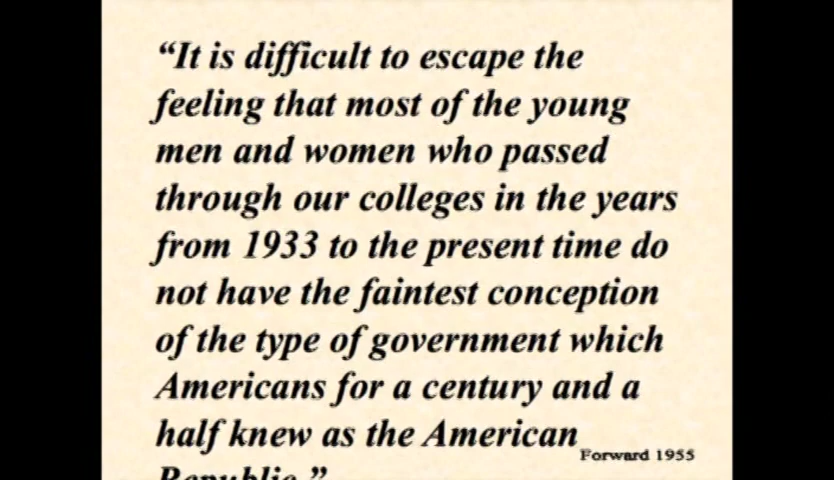 “It is difficult to escape the
feeling that most of the young
men and women who passed
through our colleges in the years
from 1933 to the present time do
not have the faintest conception
of the type of government which
Americans for a century and a
half knew as the American
Republic.”
Forward 1955